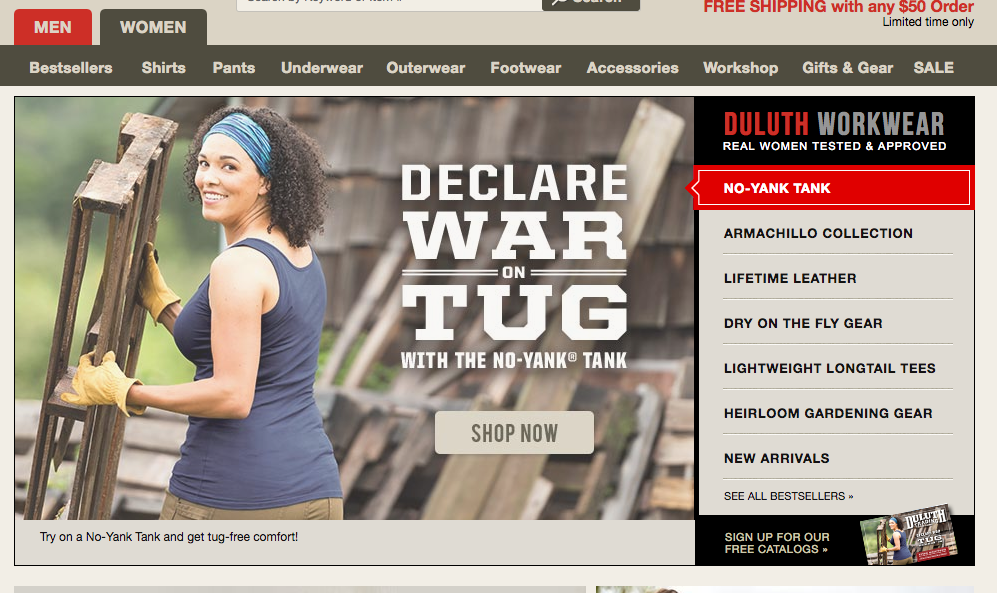 Search by Keyword or Item #
Search
FREE SHIPPING with any $50 Order
Limited time only
MEN
WOMEN
Bestsellers
Shirts
Pants
Underwear
Outerwear
Footwear
Accessories
Workshop
Gifts & Gear
SALE
DECLARE
WAR
ON
TUG
WITH THE NO-YANK® TANK
SHOP NOW
Try on a No-Yank Tank and get tug-free comfort!
DULUTH WORKWEAR
REAL WOMEN TESTED & APPROVED
NO-YANK TANK
ARMACHILLO COLLECTION
LIFETIME LEATHER
DRY ON THE FLY GEAR
LIGHTWEIGHT LONGTAIL TEES
HEIRLOOM GARDENING GEAR
NEW ARRIVALS
SEE ALL BESTSELLERS »
SIGN UP FOR OUR
FREE CATALOGS »
DULUTH
TRADING
TUG